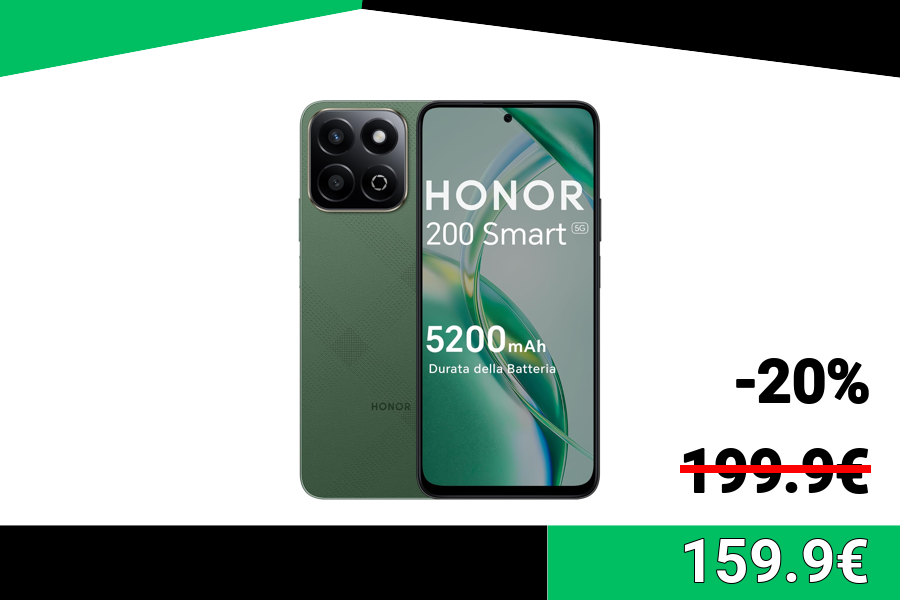 HONOR
200 Smart 5G
5200mAh
Durata della Batteria
HONOR
-20%
199.9€
159.9€